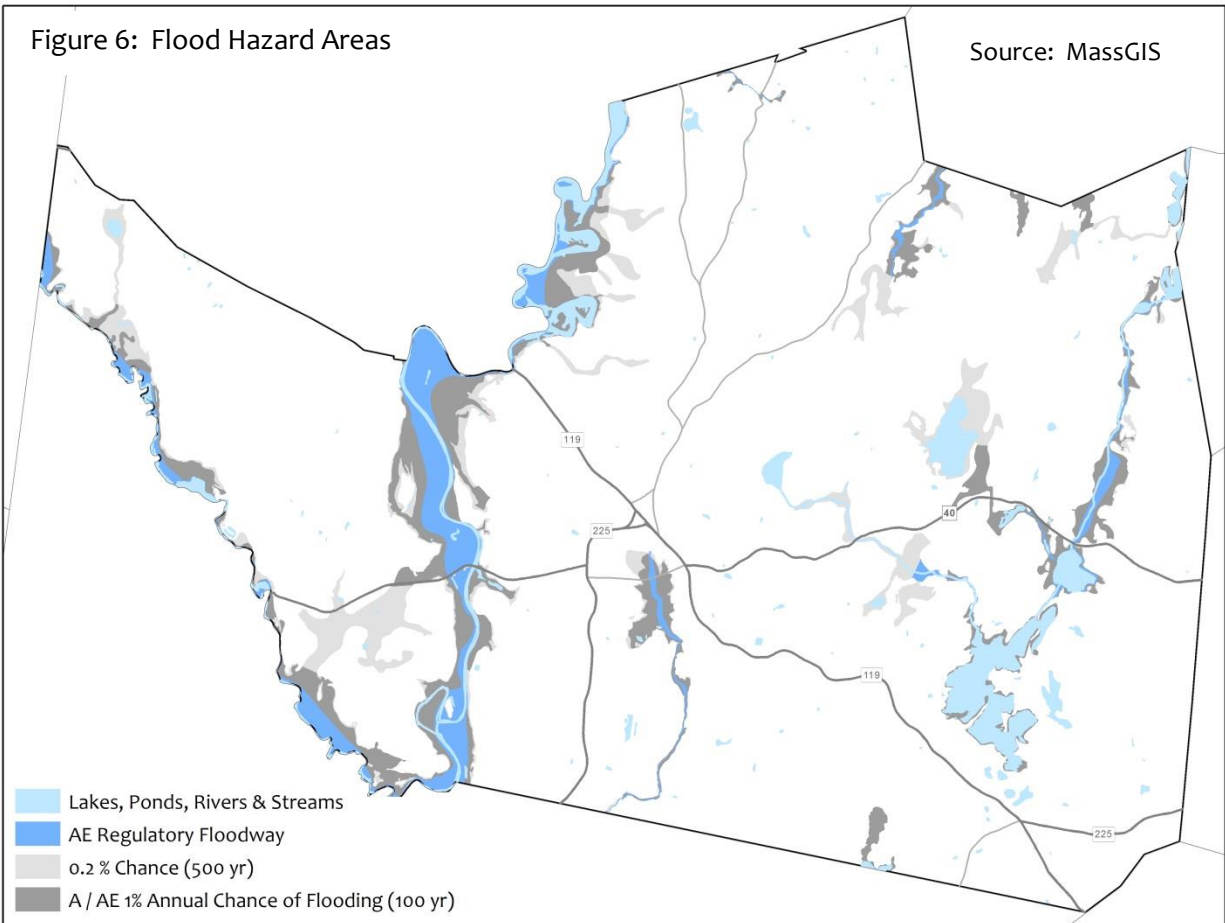 Figure 6: Flood Hazard Areas
Source: MassGIS
119
225
40
119
225
Lakes, Ponds, Rivers & Streams
AE Regulatory Floodway
0.2 % Chance (500 yr)
A / AE 1% Annual Chance of Flooding (100 yr)